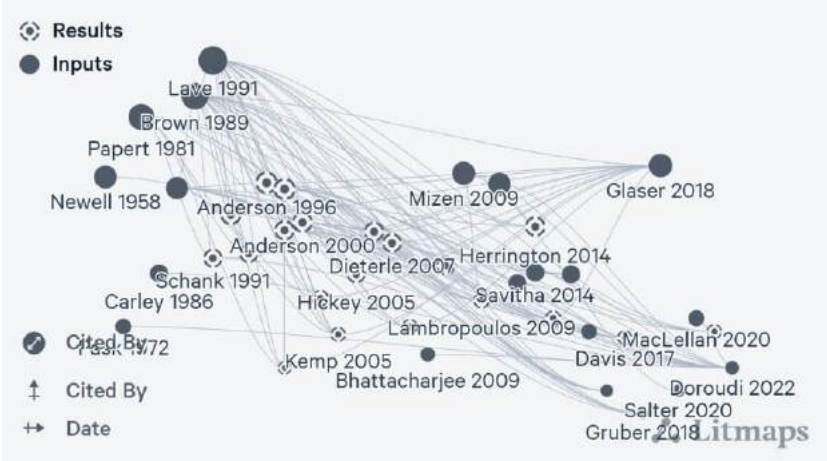 Results
Inputs
Lave 1991
Brown 1989
Papert 1981
Newell 1958
Mizen 2009
Glaser 2018
Anderson 1996
Anderson 2000
Herrington 2014
Dieterle 2007
Schank 1991
Carley 1986
Hickey 2005
Savitha 2014
Lambropoulos 2009
MacLellan 2020
Cited By
Pask 1972
Kemp 2005
Davis 2017
Bhattacharjee 2009
Doroudi 2022
Cited By
Salter 2020
Date
Gruber 2018
Litmaps